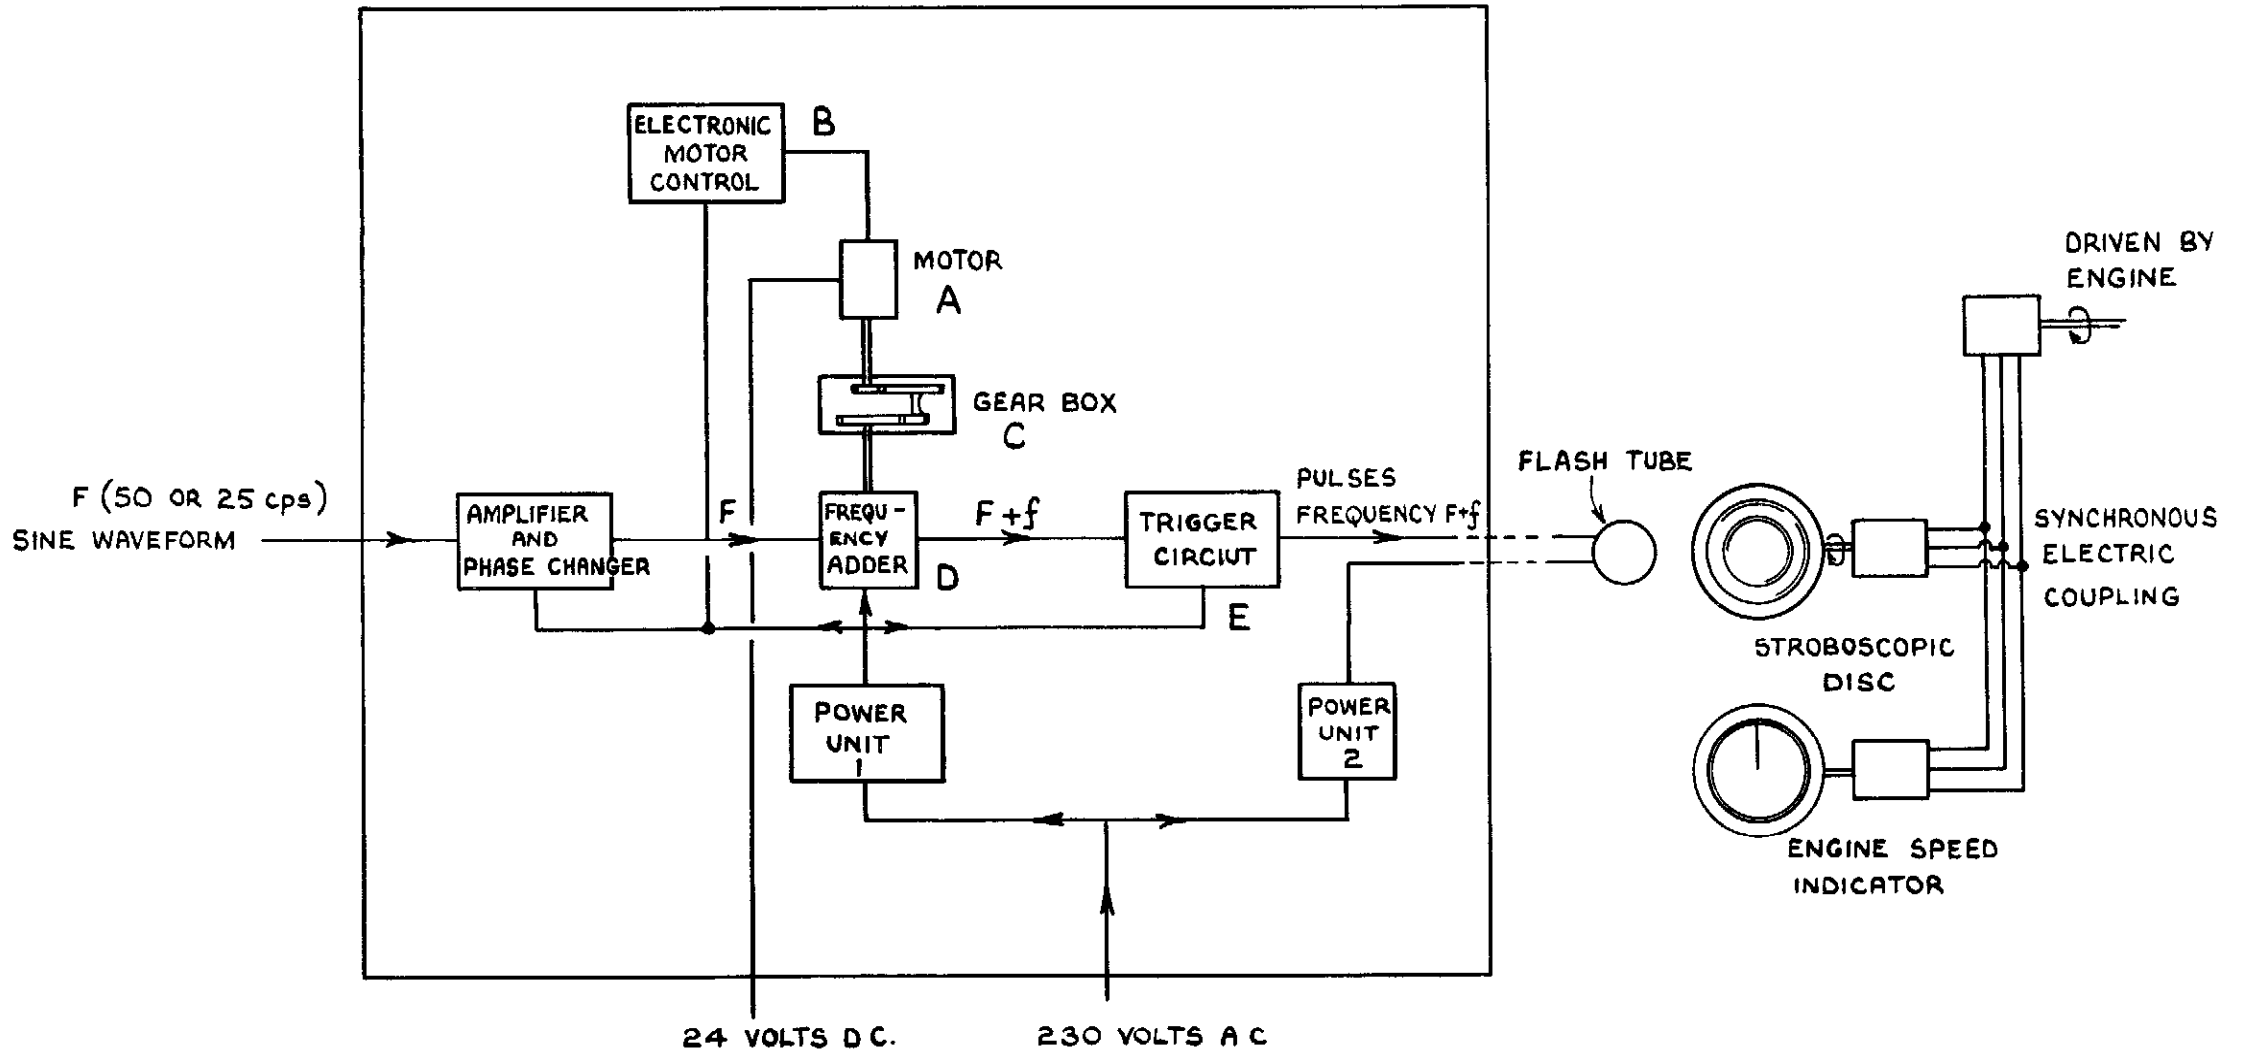 ELECTRONIC
MOTOR
CONTROL
B
MOTOR
A
GEAR BOX
C
DRIVEN BY
ENGINE
F (50 OR 25 cps)
SINE WAVEFORM
AMPLIFIER
AND
PHASE CHANGER
F
FREQU-
ENCY
ADDER
D
F+f
TRIGGER
CIRCIUT
E
PULSES
FREQUENCY F+f
FLASH TUBE
SYNCHRONOUS
ELECTRIC
COUPLING
STROBOSCOPIC
DISC
POWER
UNIT
1
POWER
UNIT
2
ENGINE SPEED
INDICATOR
24 VOLTS D C.
230 VOLTS A C